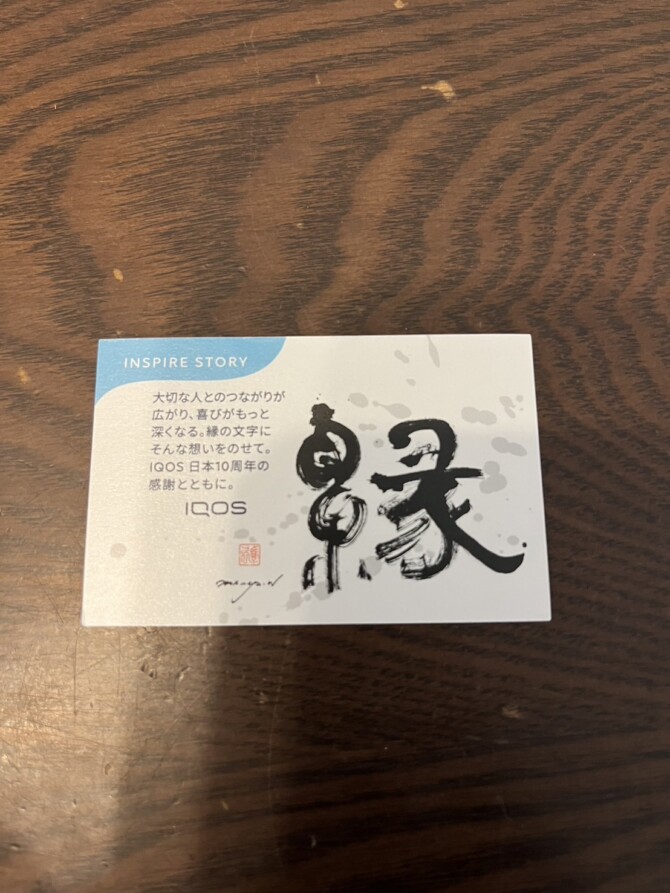 INSPIRE STORY
大切な人とのつながりが
広がり、喜びがもっと
深くなる。縁の文字に
そんな想いをのせて。
IQOS 日本10周年の
感謝とともに。
IQOS
縁